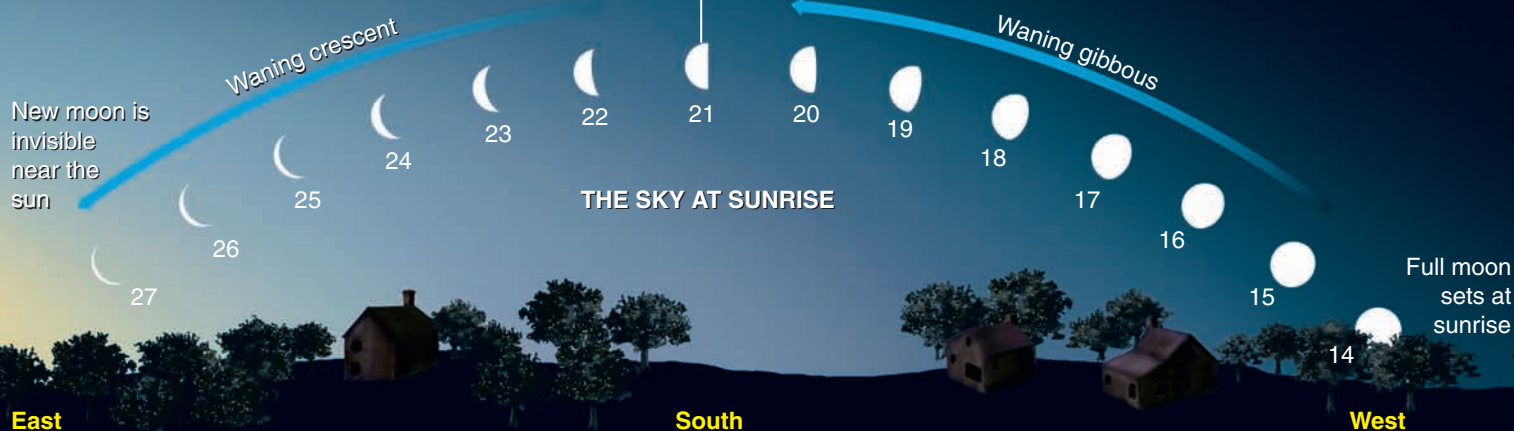 Waning crescent
Waning gibbous
New moon is
invisible
near the
sun
27
26
25
24
23
22
21
20
19
18
17
16
15
14
THE SKY AT SUNRISE
Full moon
sets at
sunrise
East
South
West